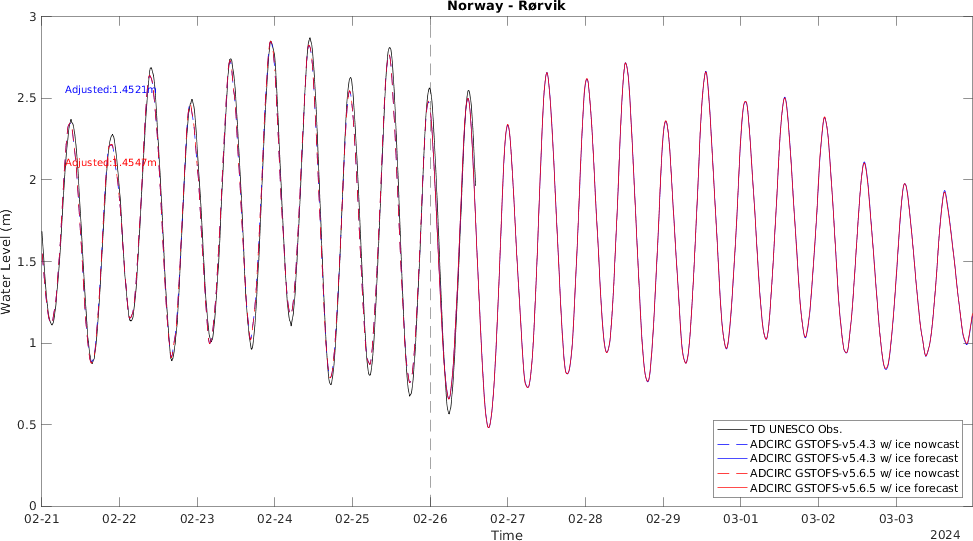 Norway - Rørvik
3
2.5
2
1.5
1
0.5
0
Water Level (m)
Adjusted:1.4521m
Adjusted:1.4547m
TD UNESCO Obs.
ADCIRC GSTOFS-v5.4.3 w/ ice nowcast
ADCIRC GSTOFS-v5.4.3 w/ ice forecast
ADCIRC GSTOFS-v5.6.5 w/ ice nowcast
ADCIRC GSTOFS-v5.6.5 w/ ice forecast
02-21 02-22 02-23 02-24 02-25 02-26 02-27 02-28 02-29 03-01 03-02 03-03
Time
2024